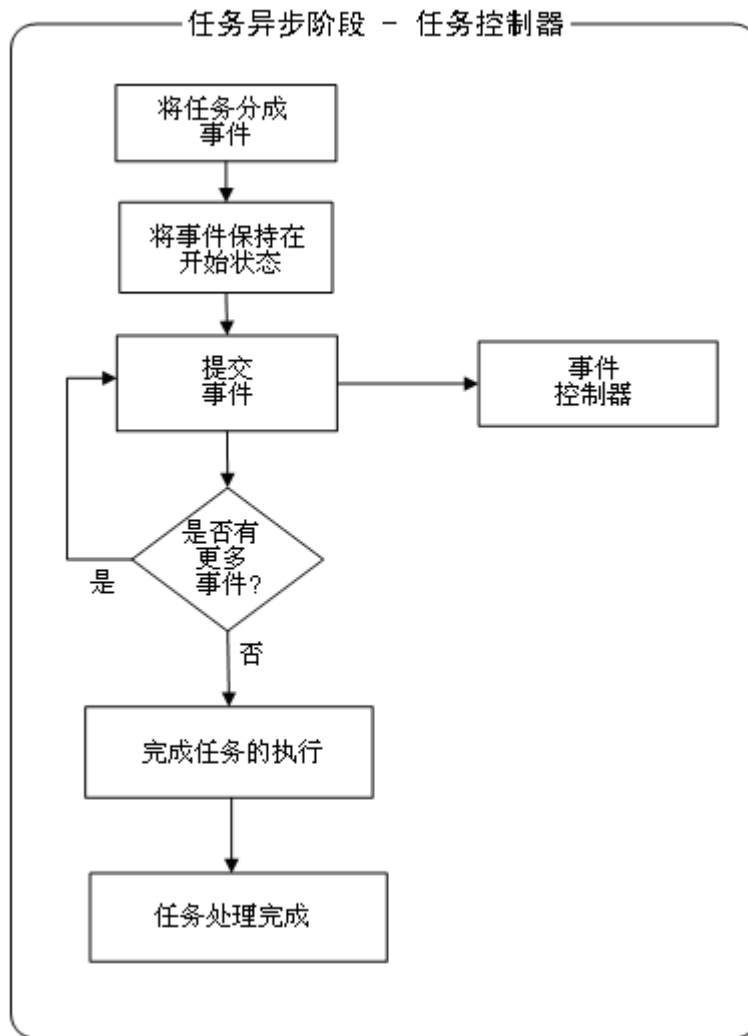 任务异步阶段 - 任务控制器
将任务分成
事件
将事件保持在
开始状态
提交
事件
事件
控制器
是否有
更多
事件?
是
否
完成任务的执行
任务处理完成